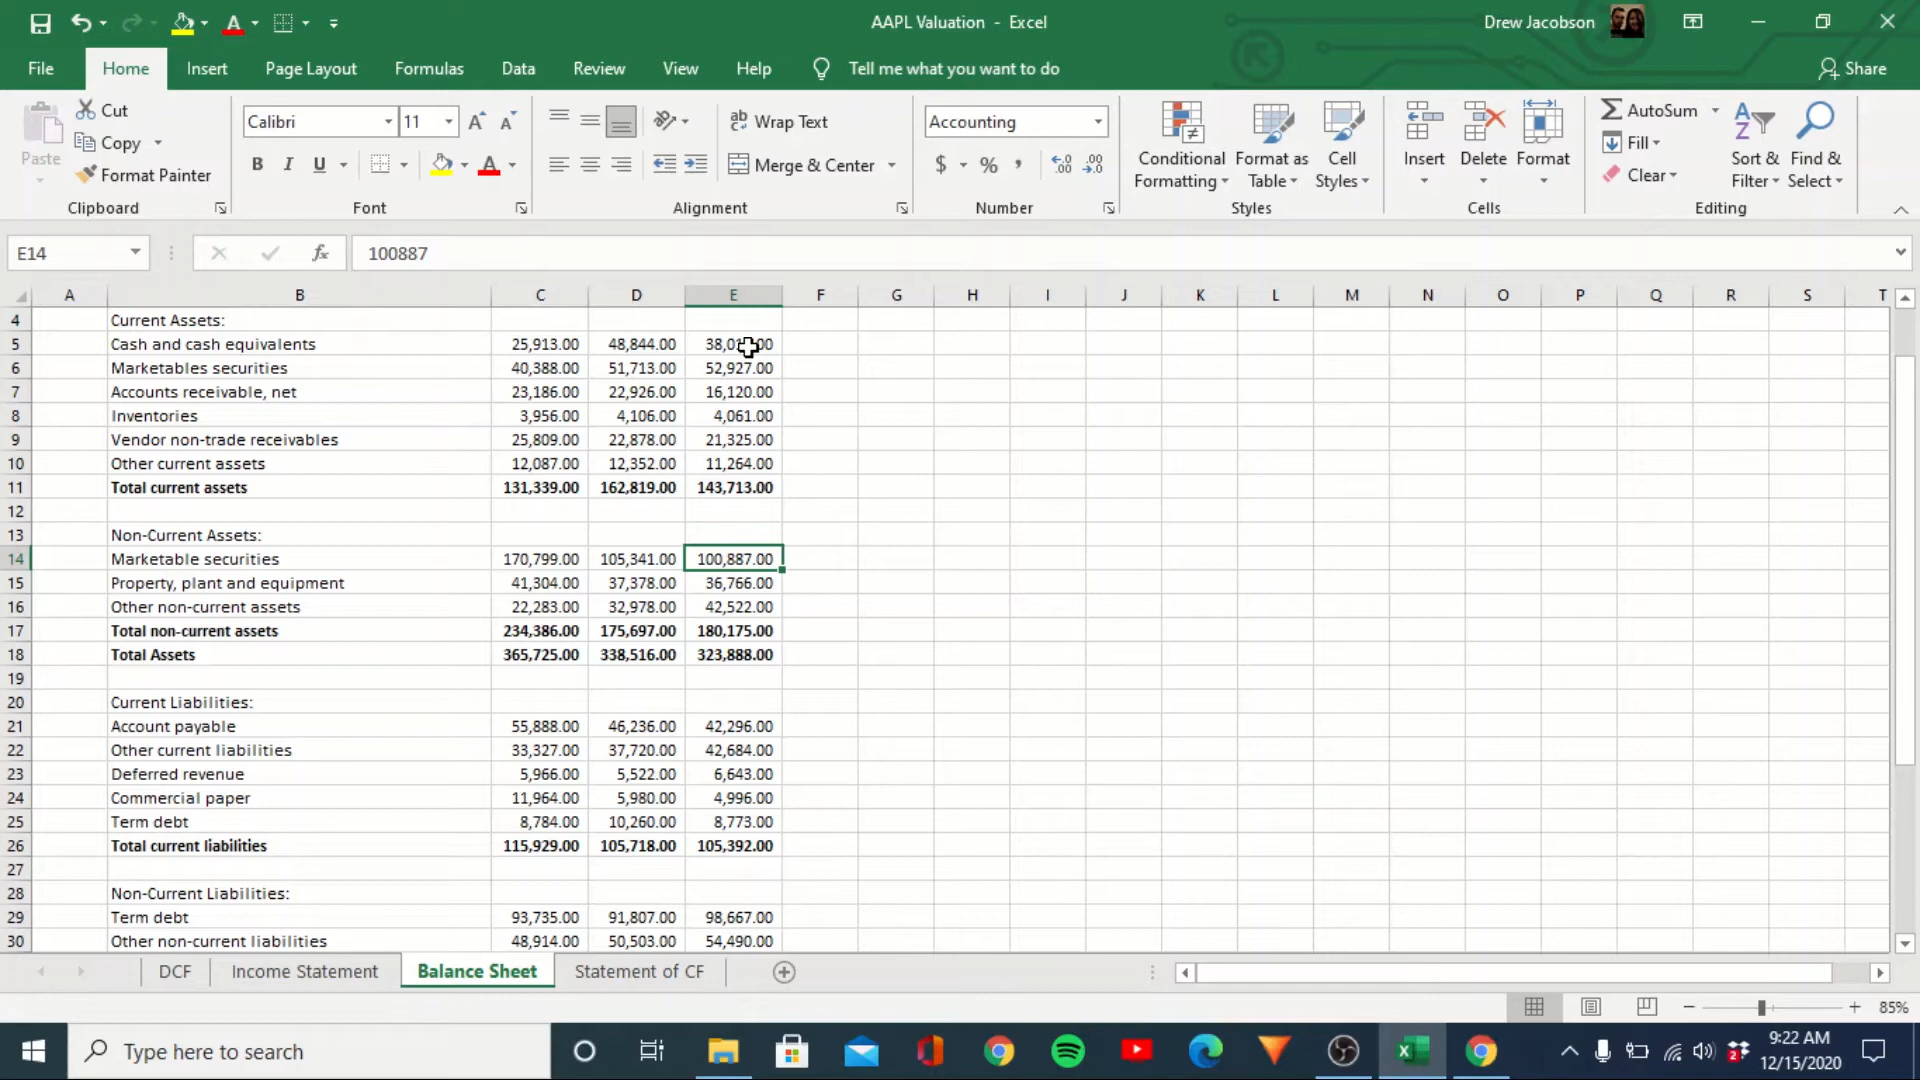 AAPL Valuation - Excel
Drew Jacobson
File Home Insert Page Layout Formulas Data Review View Help Tell me what you want to do Share
Paste
Cut
Copy
Format Painter
Clipboard
Calibri 11
B I U
Font
Wrap Text
Merge & Center
Alignment
Accounting
$ % ,
Number
Conditional Formatting
Format as Table
Cell Styles
Styles
Insert
Delete
Format
Cells
AutoSum
Fill
Clear
Sort & Filter
Find & Select
Editing
E14 fx 100887
A B C D E F G H I J K L M N O P Q R S T
4 Current Assets:
5 Cash and cash equivalents 25,913.00 48,844.00
6 Marketables securities 40,388.00 51,713.00 52,927.00
7 Accounts receivable, net 23,186.00 22,926.00 16,120.00
8 Inventories 3,956.00 4,106.00 4,061.00
9 Vendor non-trade receivables 25,809.00 22,878.00 21,325.00
10 Other current assets 12,087.00 12,352.00 11,264.00
11 Total current assets 131,339.00 162,819.00 143,713.00
12
13 Non-Current Assets:
14 Marketable securities 170,799.00 105,341.00 100,887.00
15 Property, plant and equipment 41,304.00 37,378.00 36,766.00
16 Other non-current assets 22,283.00 32,978.00 42,522.00
17 Total non-current assets 234,386.00 175,697.00 180,175.00
18 Total Assets 365,725.00 338,516.00 323,888.00
19
20 Current Liabilities:
21 Account payable 55,888.00 46,236.00 42,296.00
22 Other current liabilities 33,327.00 37,720.00 42,684.00
23 Deferred revenue 5,966.00 5,522.00 6,643.00
24 Commercial paper 11,964.00 5,980.00 4,996.00
25 Term debt 8,784.00 10,260.00 8,773.00
26 Total current liabilities 115,929.00 105,718.00 105,392.00
27
28 Non-Current Liabilities:
29 Term debt 93,735.00 91,807.00 98,667.00
30 Other non-current liabilities 48,914.00 50,503.00 54,490.00
DCF Income Statement Balance Sheet Statement of CF
85%
Type here to search
2
9:22 AM
12/15/2020